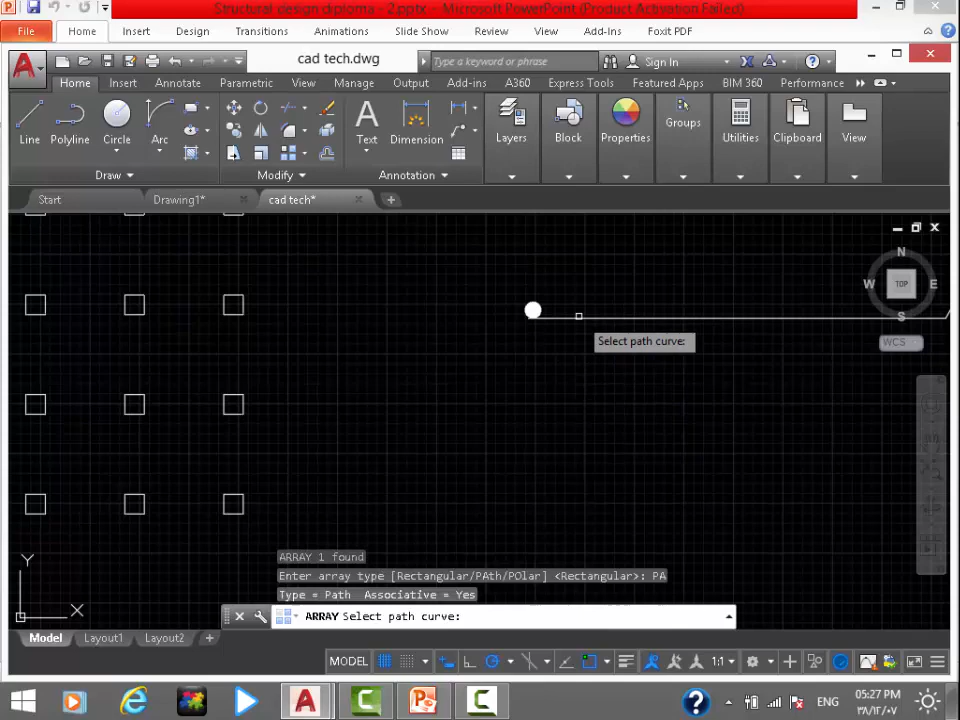 Structural design diploma - 2.pptx - Microsoft PowerPoint (Product Activation Failed)
File Home Insert Design Transitions Animations Slide Show Review View Add-Ins Foxit PDF
cad tech.dwg Type a keyword or phrase Sign In
Home Insert Annotate Parametric View Manage Output Add-ins A360 Express Tools Featured Apps BIM 360 Performance
Line Polyline Circle Arc Text Dimension Layers Block Properties Groups Utilities Clipboard View
Draw Modify Annotation
Start Drawing1* cad tech*
N
W TOP E
S
WCS
Select path curve:
ARRAY 1 found
Enter array type [Rectangular/PAth/POlar] <Rectangular>: PA
Type = Path Associative = Yes
ARRAY Select path curve:
Y
X
Model Layout1 Layout2
MODEL 1:1
ENG 05:27 PM
٣٨/١٢/٠٧